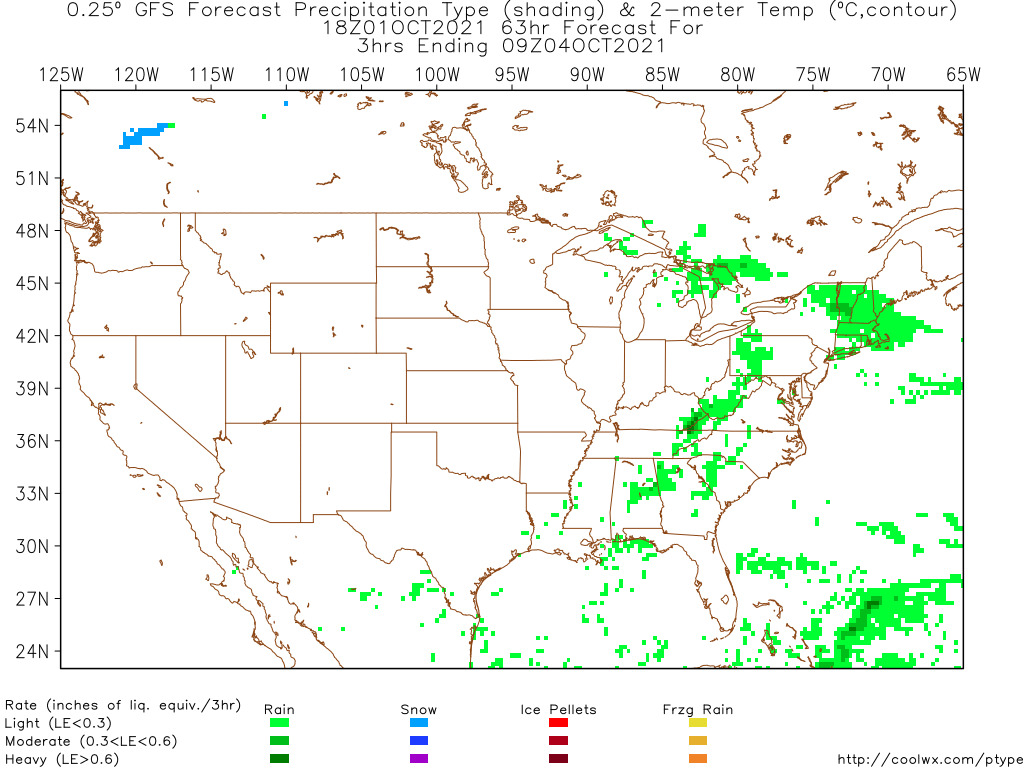 0.25º GFS Forecast Precipitation Type (shading) & 2-meter Temp (ºC,contour)
18Z01OCT2021 63hr Forecast For
3hrs Ending 09Z04OCT2021
125W 120W 115W 110W 105W 100W 95W 90W 85W 80W 75W 70W 65W
54N
51N
48N
45N
42N
39N
36N
33N
30N
27N
24N
Rate (inches of liq. equiv./3hr) Rain Snow Ice Pellets Frzg Rain
Light (LE<0.3)
Moderate (0.3<LE<0.6)
Heavy (LE>0.6)
http://coolwx.com/ptype